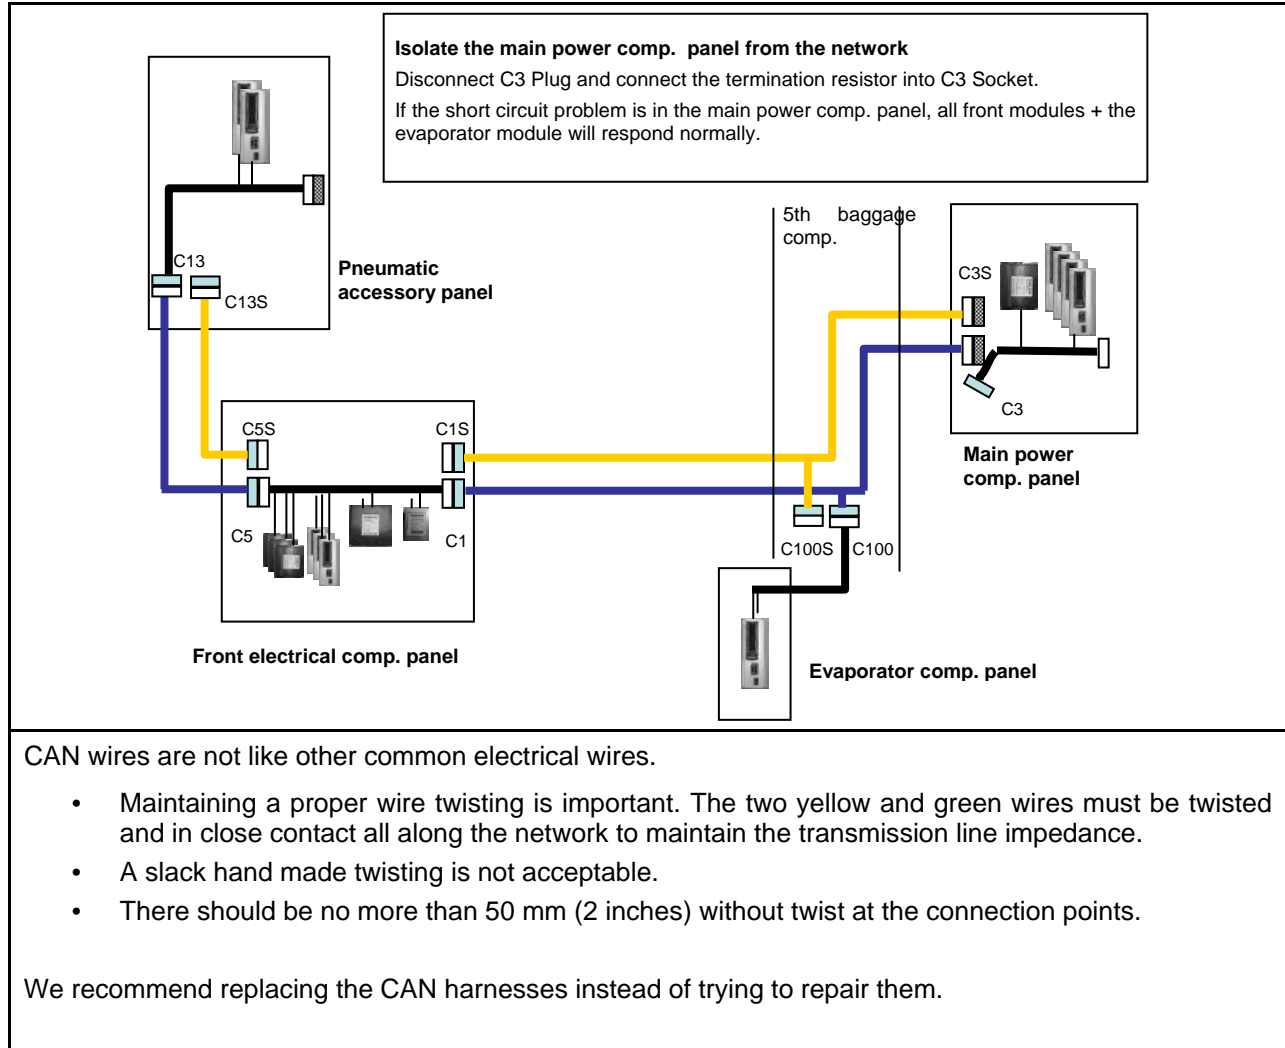 Isolate the main power comp. panel from the network
Disconnect C3 Plug and connect the termination resistor into C3 Socket.
If the short circuit problem is in the main power comp. panel, all front modules + the
evaporator module will respond normally.
5th baggage
comp.
C13
C13S
Pneumatic
accessory panel
C3S
C3
Main power
comp. panel
C5S
C1S
C5
C1
C100S
C100
Front electrical comp. panel
Evaporator comp. panel
CAN wires are not like other common electrical wires.
• Maintaining a proper wire twisting is important. The two yellow and green wires must be twisted
and in close contact all along the network to maintain the transmission line impedance.
• A slack hand made twisting is not acceptable.
• There should be no more than 50 mm (2 inches) without twist at the connection points.
We recommend replacing the CAN harnesses instead of trying to repair them.